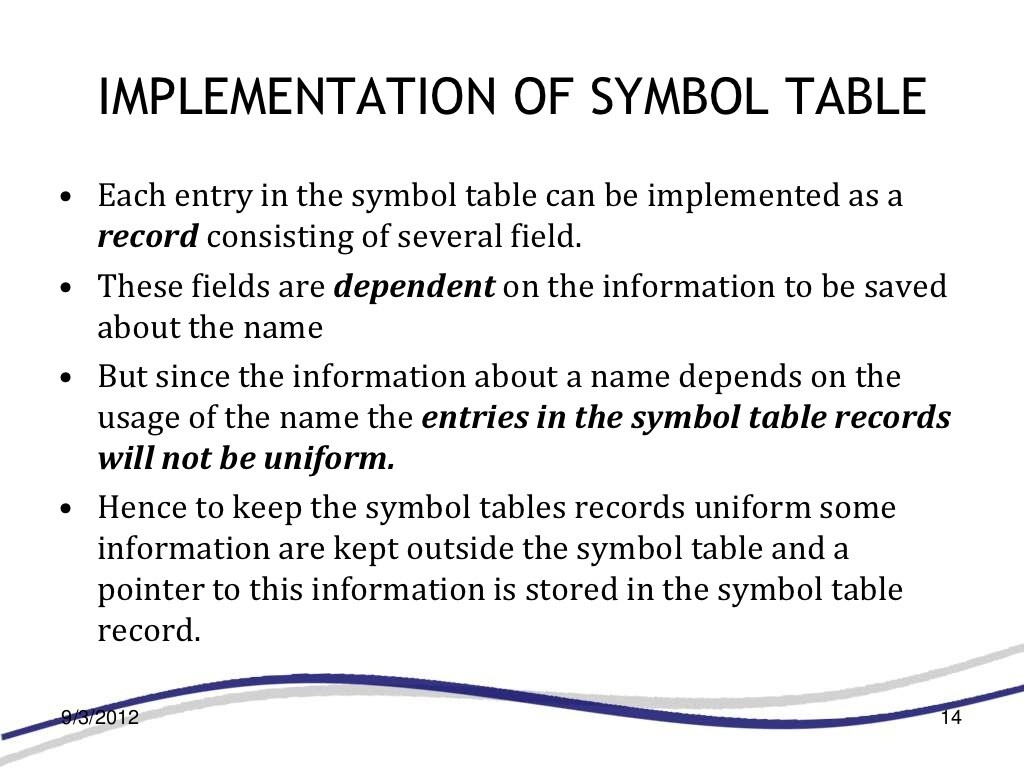 IMPLEMENTATION OF SYMBOL TABLE
• Each entry in the symbol table can be implemented as a
record consisting of several field.
• These fields are dependent on the information to be saved
about the name
• But since the information about a name depends on the
usage of the name the entries in the symbol table records
will not be uniform.
• Hence to keep the symbol tables records uniform some
information are kept outside the symbol table and a
pointer to this information is stored in the symbol table
record.
9/3/2012
14